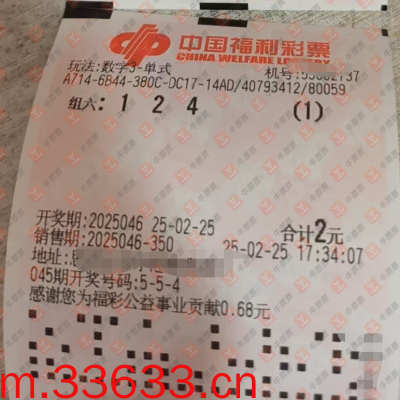 中国福利彩票
CHINA WELFARE LOTTERY
玩法:数字3-单式 机号:53002137
A714-6B44-380C-DC17-14AD/40793412/80059
组六: 1 2 4 (1)
开奖期:2025046 25-02-25 合计2元
销售期:2025046-350 25-02-25 17:34:07
地址:
045期开奖号码:5-5-4
感谢您为福彩公益事业贡献0.68元
m.33633.cn